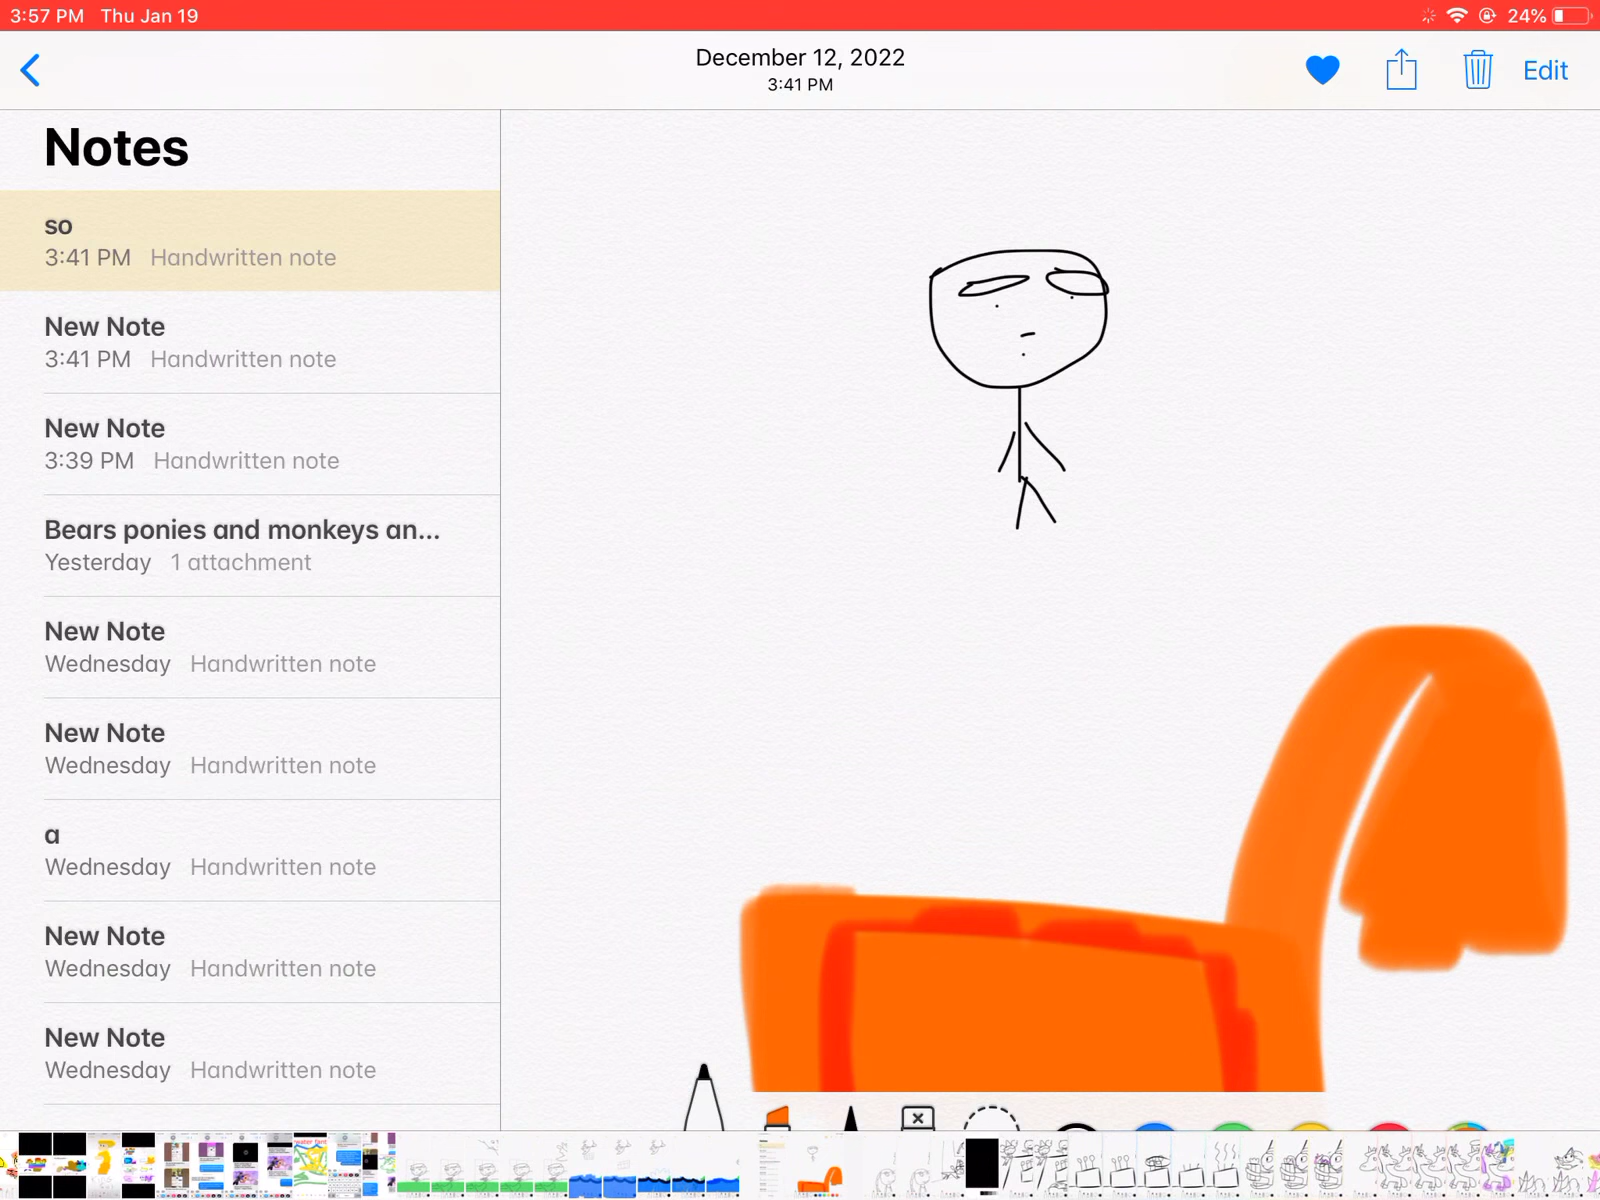 3:57 PM Thu Jan 19
24%
December 12, 2022
3:41 PM
Edit
Notes
so
3:41 PM Handwritten note
New Note
3:41 PM Handwritten note
New Note
3:39 PM Handwritten note
Bears ponies and monkeys an...
Yesterday 1 attachment
New Note
Wednesday Handwritten note
New Note
Wednesday Handwritten note
a
Wednesday Handwritten note
New Note
Wednesday Handwritten note
New Note
Wednesday Handwritten note